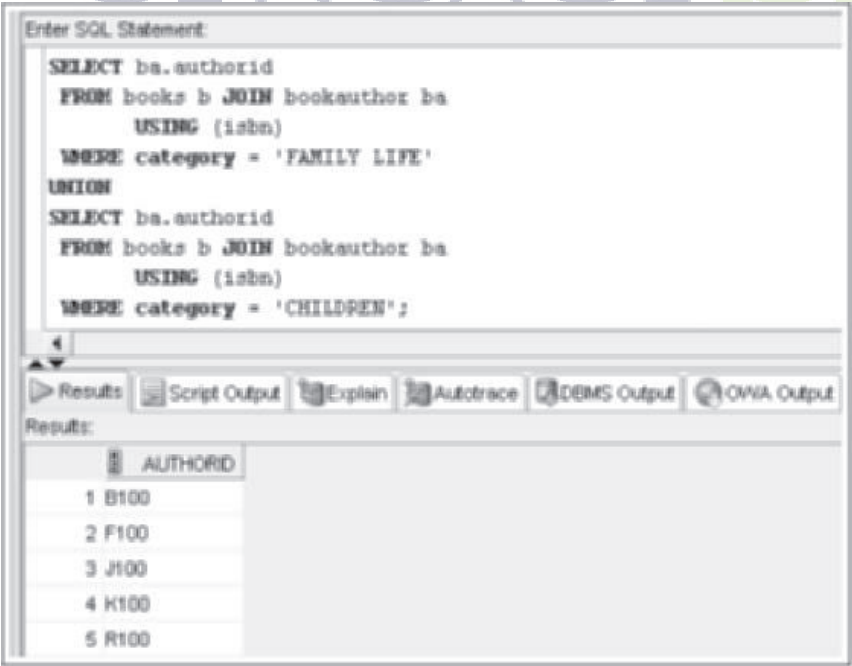 Enter SQL Statement:
SELECT ba.authorid
FROM books b JOIN bookauthor ba
USING (isbn)
WHERE category = 'FAMILY LIFE'
UNION
SELECT ba.authorid
FROM books b JOIN bookauthor ba
USING (isbn)
WHERE category = 'CHILDREN';
Results Script Output Explain Autotrace DBMS Output OWA Output
Results:
AUTHORID
1 B100
2 F100
3 J100
4 K100
5 R100